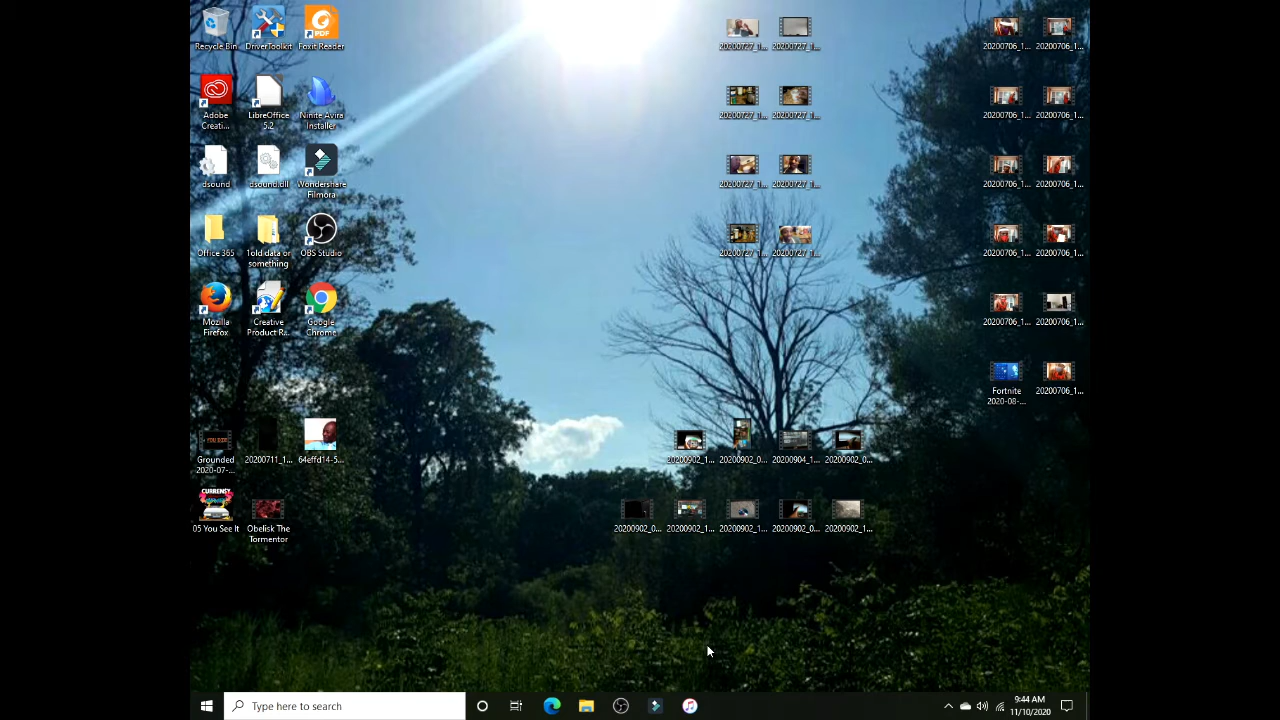 Recycle Bin
DriverToolkit
Foxit Reader
Adobe Creati...
LibreOffice 5.2
Ninite Avira Installer
dsound
dsound.dll
Wondershare Filmora
Office 365
1old data or something
OBS Studio
Mozilla Firefox
Creative Product R...
Google Chrome
Grounded 2020-07-...
20200711_1...
64effd14-5...
CURREN$Y
05 You See It
Obelisk The Tormentor
20200727_1...
20200727_1...
20200727_1...
20200727_1...
20200727_1...
20200727_1...
20200727_1...
20200727_1...
20200902_1...
20200902_0...
20200904_1...
20200902_0...
20200902_0...
20200902_1...
20200902_1...
20200902_0...
20200902_1...
20200706_1...
20200706_1...
20200706_1...
20200706_1...
20200706_1...
20200706_1...
20200706_1...
20200706_1...
20200706_1...
20200706_1...
Fortnite 2020-08-...
20200706_1...
Type here to search
9:44 AM
11/10/2020